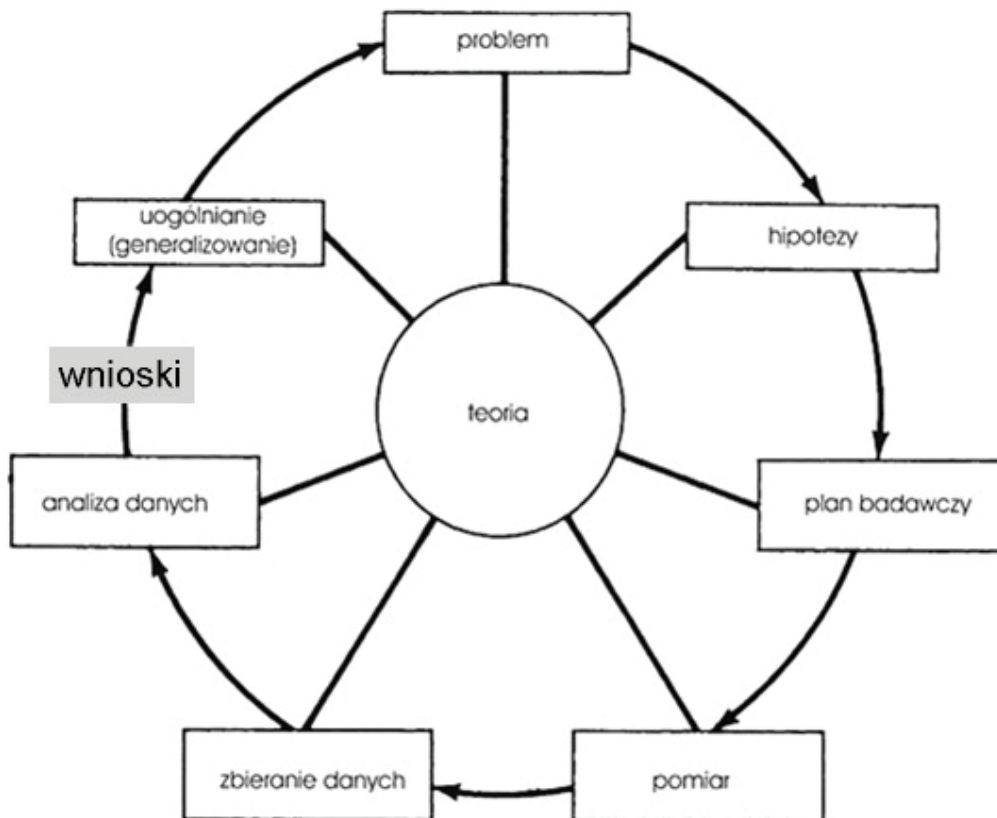 problem
uogólnianie
(generalizowanie)
hipotezy
wnioski
teoria
analiza danych
plan badawczy
zbieranie danych
pomiar